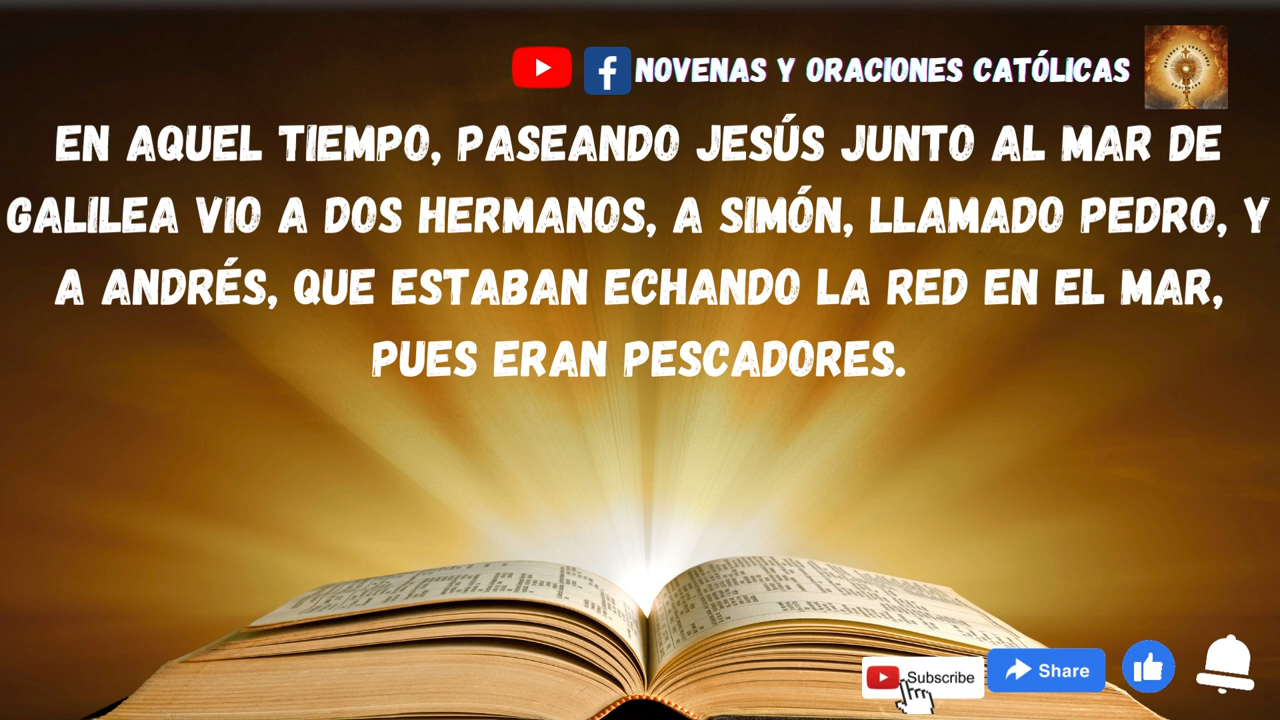 NOVENAS Y ORACIONES CATÓLICAS
EN AQUEL TIEMPO, PASEANDO JESÚS JUNTO AL MAR DE
GALILEA VIO A DOS HERMANOS, A SIMÓN, LLAMADO PEDRO, Y
A ANDRÉS, QUE ESTABAN ECHANDO LA RED EN EL MAR,
PUES ERAN PESCADORES.
Subscribe
Share